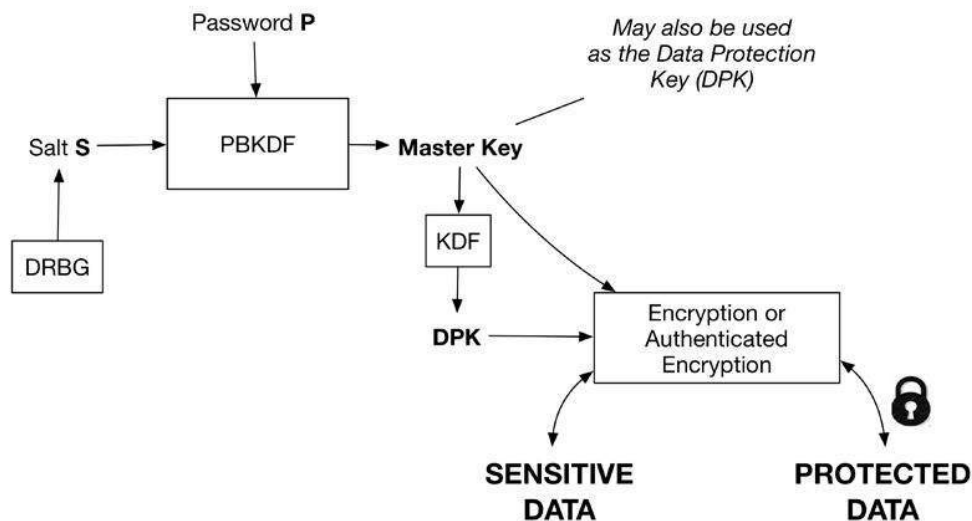 Password P
May also be used
as the Data Protection
Key (DPK)
PBKDF
Salt S
Master Key
KDF
DRBG
Encryption or
Authenticated
Encryption
DPK
SENSITIVE
DATA
PROTECTED
DATA